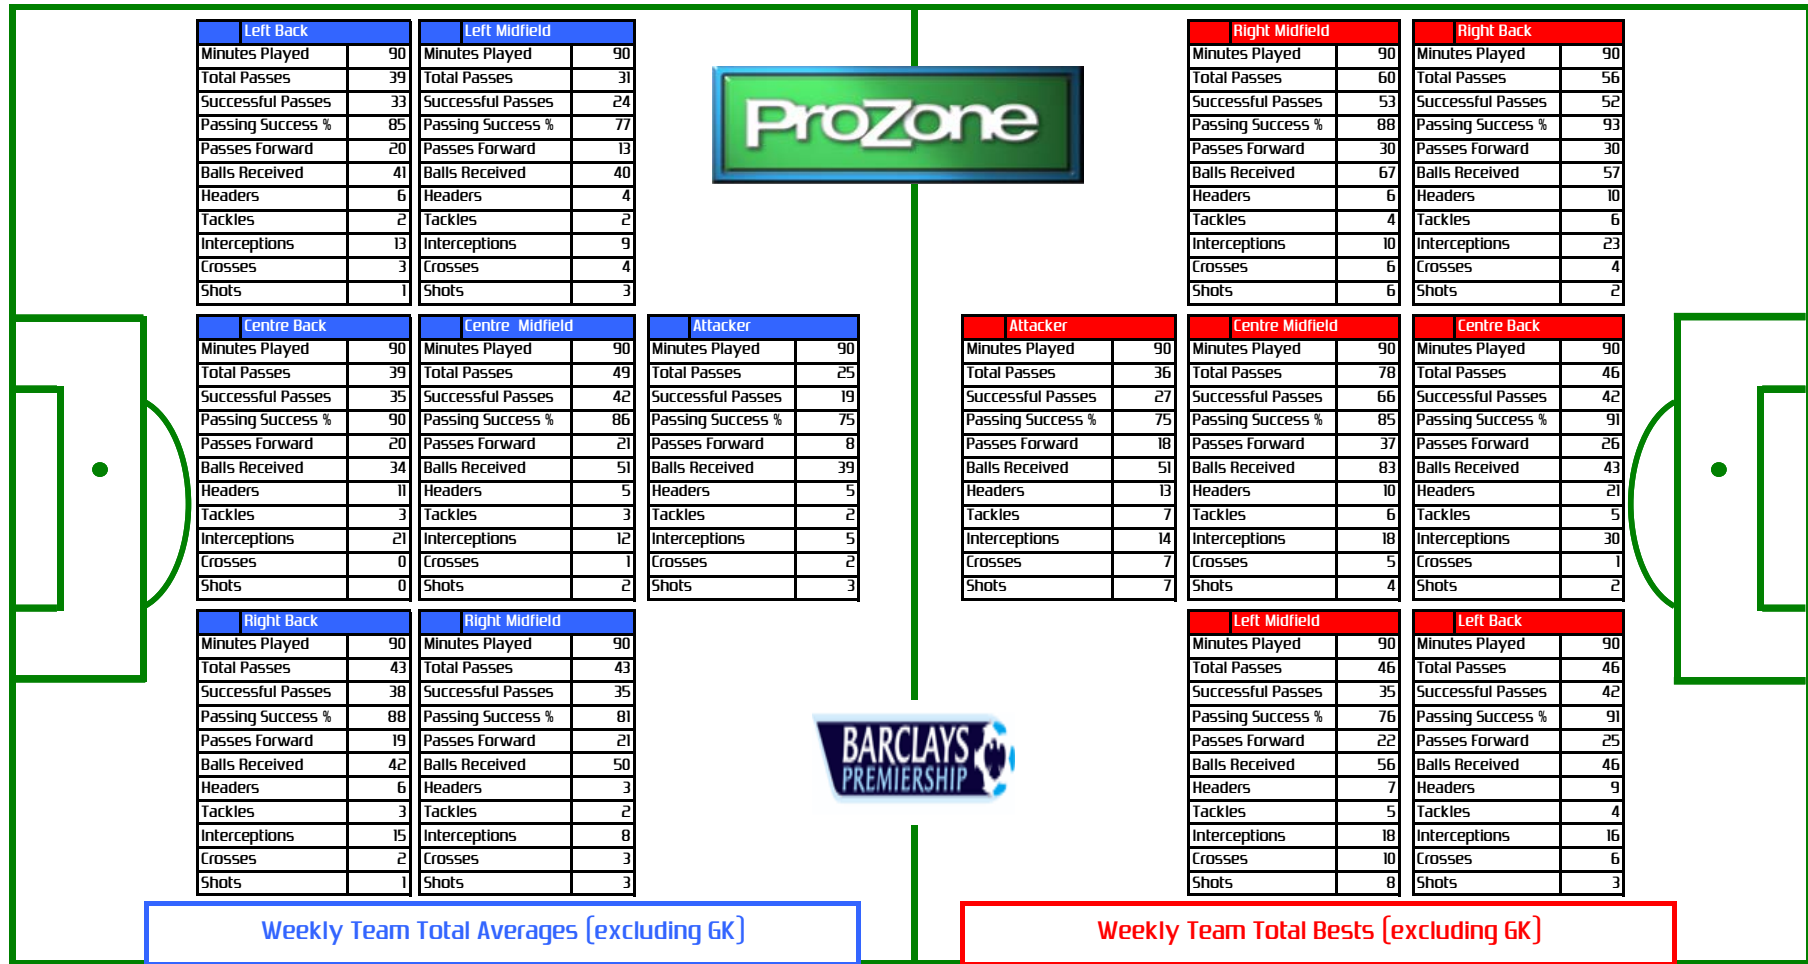 Left Back
Minutes Played 90
Total Passes 39
Successful Passes 33
Passing Success % 85
Passes Forward 20
Balls Received 41
Headers 6
Tackles 2
Interceptions 13
Crosses 3
Shots 1
Left Midfield
Minutes Played 90
Total Passes 31
Successful Passes 24
Passing Success % 77
Passes Forward 13
Balls Received 40
Headers 4
Tackles 2
Interceptions 9
Crosses 4
Shots 3
ProZone
Right Midfield
Minutes Played 90
Total Passes 60
Successful Passes 53
Passing Success % 88
Passes Forward 30
Balls Received 67
Headers 6
Tackles 4
Interceptions 10
Crosses 6
Shots 6
Right Back
Minutes Played 90
Total Passes 56
Successful Passes 52
Passing Success % 93
Passes Forward 30
Balls Received 57
Headers 10
Tackles 6
Interceptions 23
Crosses 4
Shots 2
Centre Back
Minutes Played 90
Total Passes 39
Successful Passes 35
Passing Success % 90
Passes Forward 20
Balls Received 34
Headers 11
Tackles 3
Interceptions 21
Crosses 0
Shots 0
Centre Midfield
Minutes Played 90
Total Passes 49
Successful Passes 42
Passing Success % 86
Passes Forward 21
Balls Received 51
Headers 5
Tackles 3
Interceptions 12
Crosses 1
Shots 2
Attacker
Minutes Played 90
Total Passes 25
Successful Passes 19
Passing Success % 75
Passes Forward 8
Balls Received 39
Headers 5
Tackles 2
Interceptions 5
Crosses 2
Shots 3
Attacker
Minutes Played 90
Total Passes 36
Successful Passes 27
Passing Success % 75
Passes Forward 18
Balls Received 51
Headers 13
Tackles 7
Interceptions 14
Crosses 7
Shots 7
Centre Midfield
Minutes Played 90
Total Passes 78
Successful Passes 66
Passing Success % 85
Passes Forward 37
Balls Received 83
Headers 10
Tackles 6
Interceptions 18
Crosses 5
Shots 4
Centre Back
Minutes Played 90
Total Passes 46
Successful Passes 42
Passing Success % 91
Passes Forward 26
Balls Received 43
Headers 21
Tackles 5
Interceptions 30
Crosses 1
Shots 2
Right Back
Minutes Played 90
Total Passes 43
Successful Passes 38
Passing Success % 88
Passes Forward 19
Balls Received 42
Headers 6
Tackles 3
Interceptions 15
Crosses 2
Shots 1
Right Midfield
Minutes Played 90
Total Passes 43
Successful Passes 35
Passing Success % 81
Passes Forward 21
Balls Received 50
Headers 3
Tackles 2
Interceptions 8
Crosses 3
Shots 3
BARCLAYS
PREMIERSHIP
Left Midfield
Minutes Played 90
Total Passes 46
Successful Passes 35
Passing Success % 76
Passes Forward 22
Balls Received 56
Headers 7
Tackles 5
Interceptions 18
Crosses 10
Shots 8
Left Back
Minutes Played 90
Total Passes 46
Successful Passes 42
Passing Success % 91
Passes Forward 25
Balls Received 46
Headers 9
Tackles 4
Interceptions 16
Crosses 6
Shots 3
Weekly Team Total Averages (excluding GK)
Weekly Team Total Bests (excluding GK)